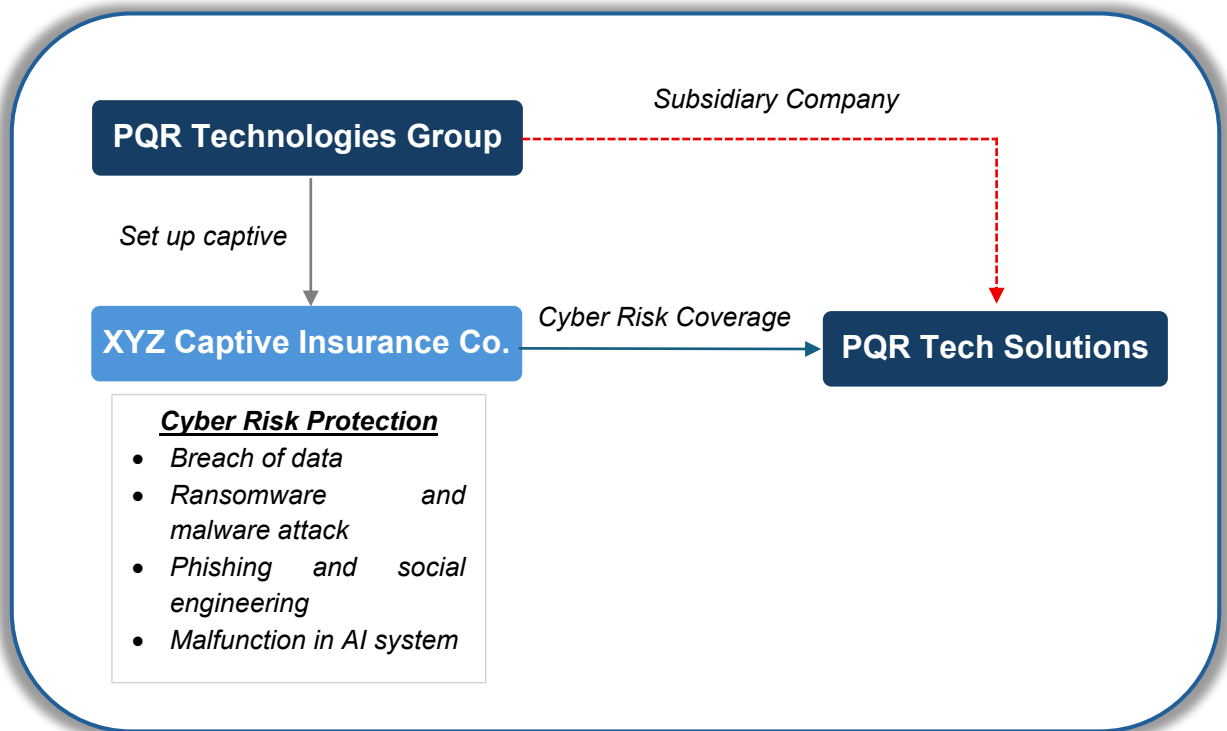 Subsidiary Company
PQR Technologies Group
Set up captive
XYZ Captive Insurance Co.
Cyber Risk Coverage
PQR Tech Solutions
Cyber Risk Protection
• Breach of data
• Ransomware and
malware attack
• Phishing and social
engineering
• Malfunction in AI system